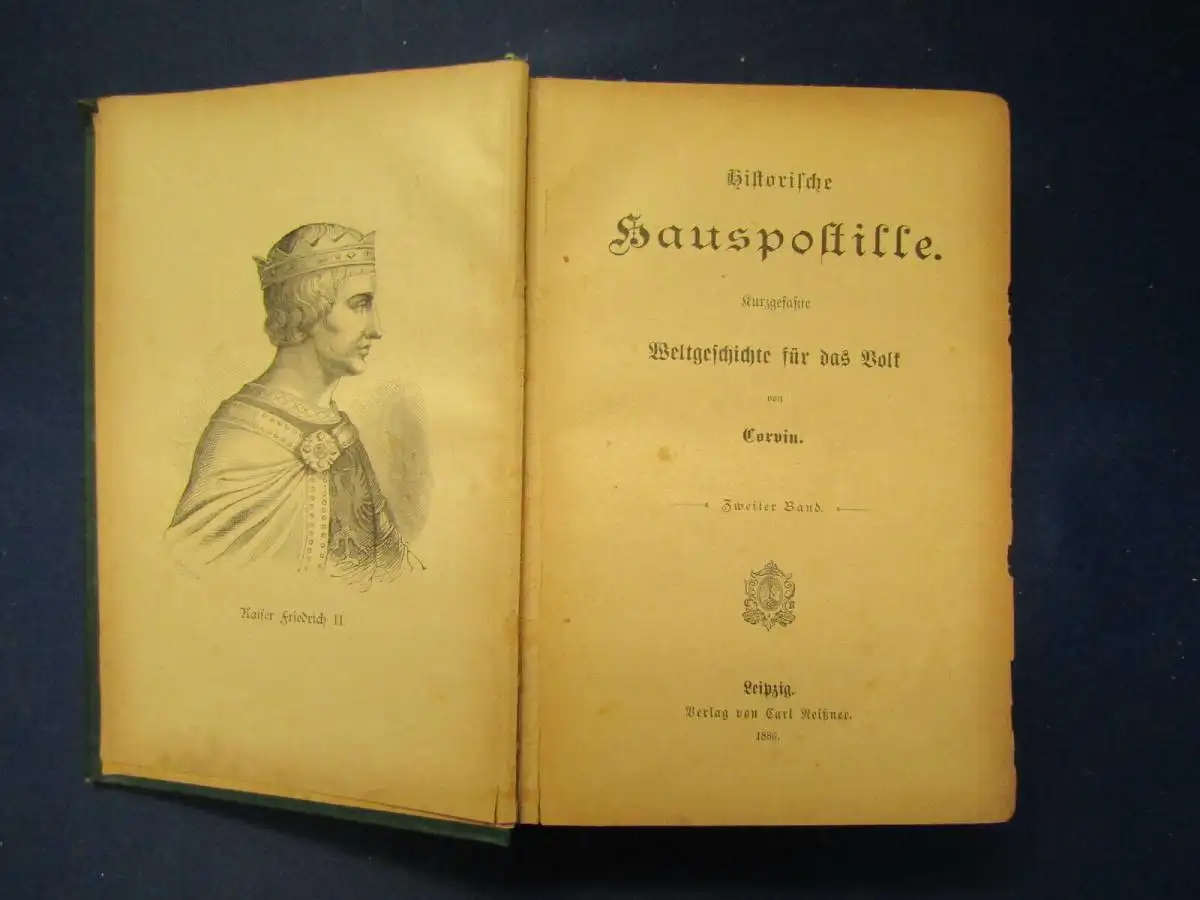 Kaiser Friedrich II.
Historische
Hauspostille.
Kurzgefaßte
Weltgeschichte für das Volk
von
Corvin.
Zweiter Band.
Leipzig.
Verlag von Carl Reißner.
1886.